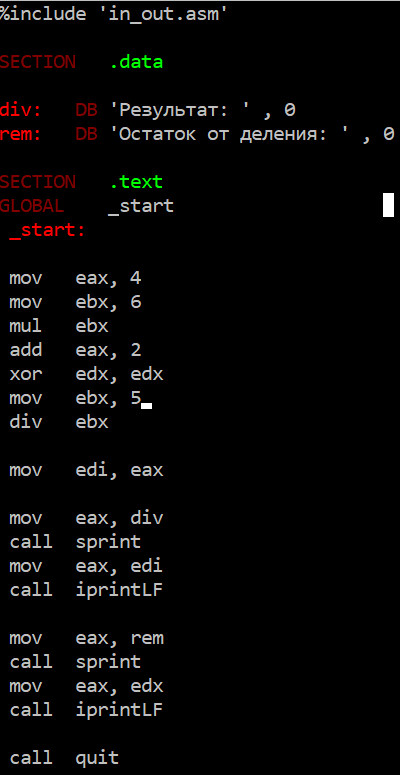 %include 'in_out.asm'
SECTION .data
div: DB 'Результат: ' , 0
rem: DB 'Остаток от деления: ' , 0
SECTION .text
GLOBAL _start
_start:
mov eax, 4
mov ebx, 6
mul ebx
add eax, 2
xor edx, edx
mov ebx, 5
div ebx
mov edi, eax
mov eax, div
call sprint
mov eax, edi
call iprintLF
mov eax, rem
call sprint
mov eax, edx
call iprintLF
call quit